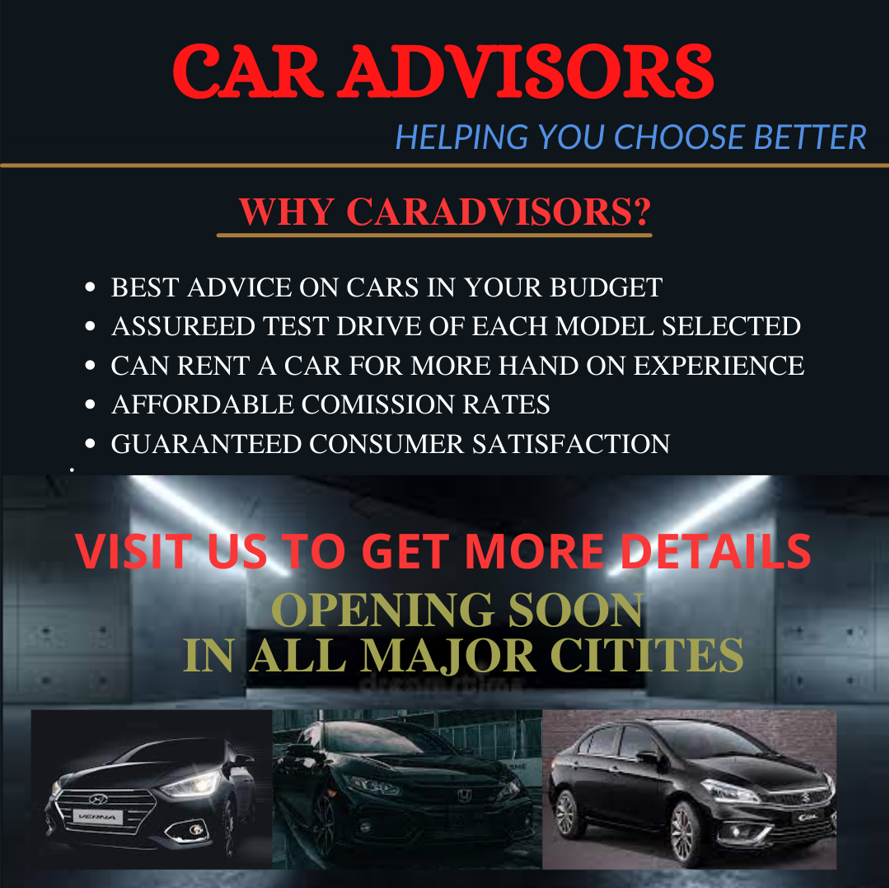 CAR ADVISORS
HELPING YOU CHOOSE BETTER
WHY CARADVISORS?
• BEST ADVICE ON CARS IN YOUR BUDGET
• ASSUREED TEST DRIVE OF EACH MODEL SELECTED
• CAN RENT A CAR FOR MORE HAND ON EXPERIENCE
• AFFORDABLE COMISSION RATES
• GUARANTEED CONSUMER SATISFACTION
VISIT US TO GET MORE DETAILS
OPENING SOON
IN ALL MAJOR CITITES
dreamstime
VERNA